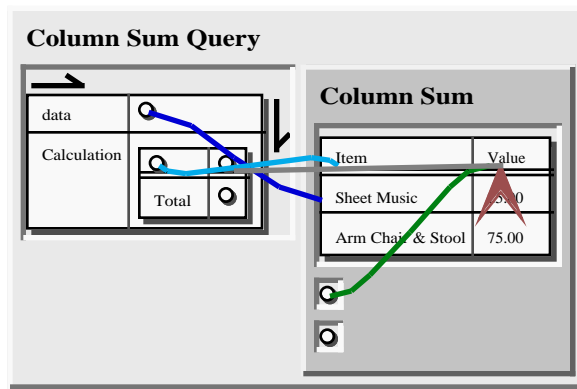 Column Sum Query
Column Sum
data
Calculation
Total
Item Value
Sheet Music
Arm Chair & Stool 75.00